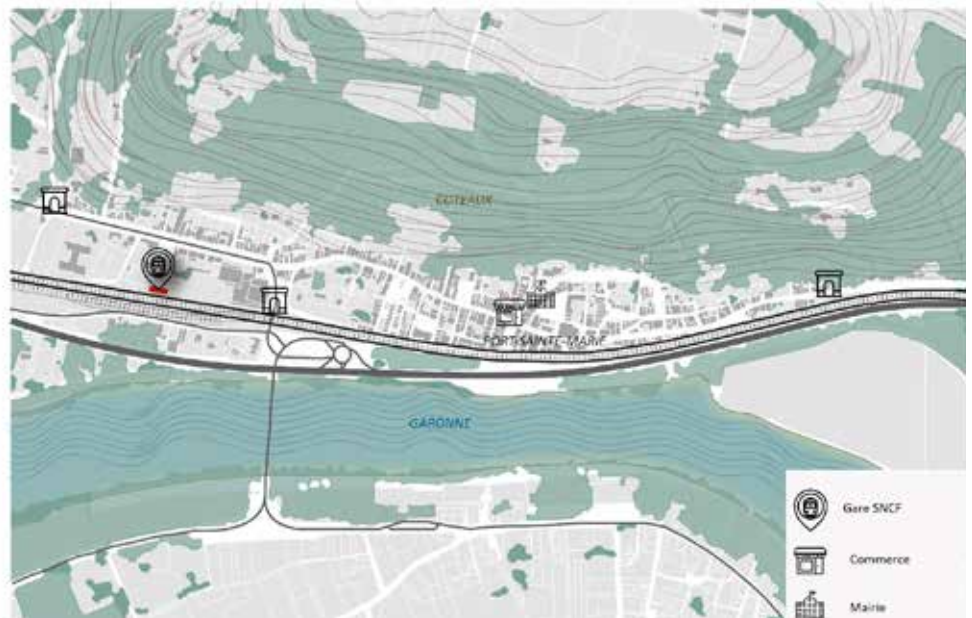 COTEAUX
PORT-SAINTE-MARIE
GARONNE
Gare SNCF
Commerce
Mairie